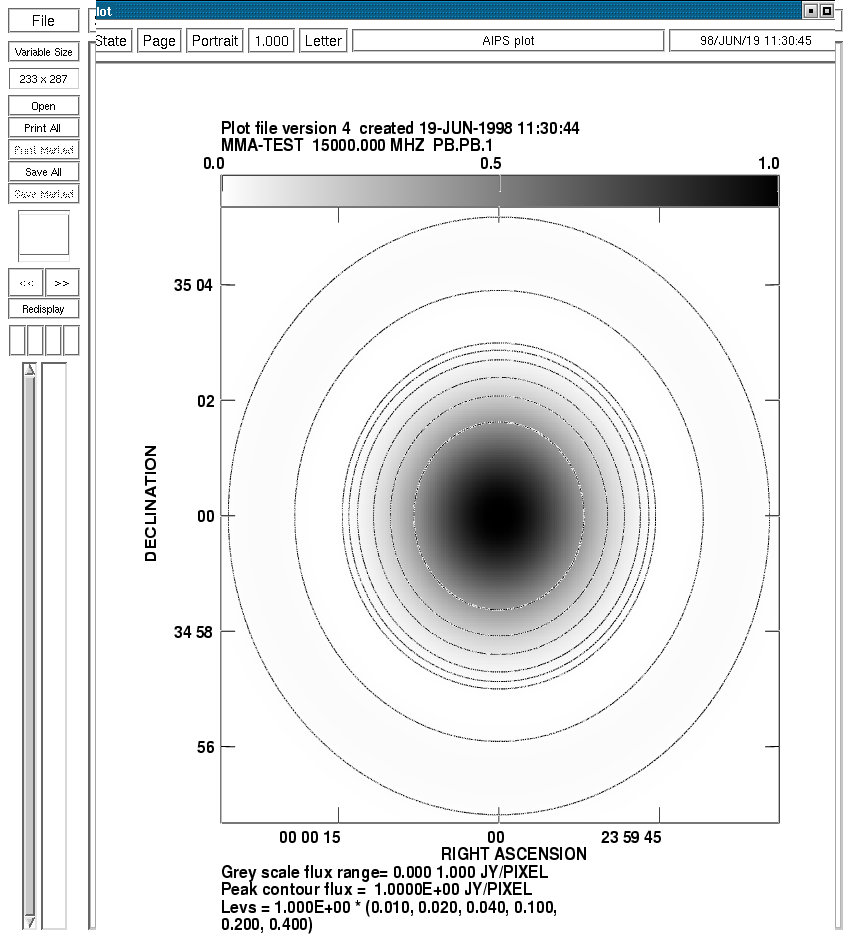 lot
File
State Page Portrait 1.000 Letter AIPS plot 98/JUN/19 11:30:45
Variable Size
233 x 287
Open
Print All
Print Marked
Save All
Save Marked
<< >>
Redisplay
Plot file version 4 created 19-JUN-1998 11:30:44
MMA-TEST 15000.000 MHZ PB.PB.1
0.0 0.5 1.0
35 04
02
00
34 58
56
DECLINATION
00 00 15 00 23 59 45
RIGHT ASCENSION
Grey scale flux range= 0.000 1.000 JY/PIXEL
Peak contour flux = 1.0000E+00 JY/PIXEL
Levs = 1.000E+00 * (0.010, 0.020, 0.040, 0.100,
0.200, 0.400)